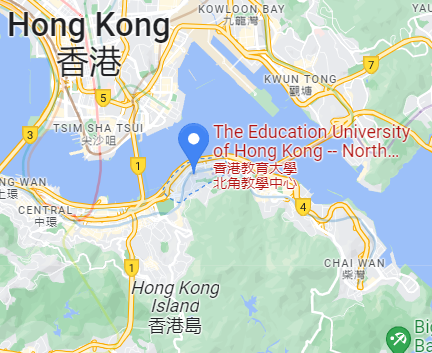 Hong Kong
香港
KOWLOON BAY
九龍灣
KWUN TONG
觀塘
7
5
3
TSIM SHA TSUI
尖沙咀
1
The Education University
of Hong Kong -- North...
香港教育大學
北角教學中心
WAN
上環
CENTRAL
中環
4
CHAI WAN
柴灣
1
Hong Kong
Island
香港島